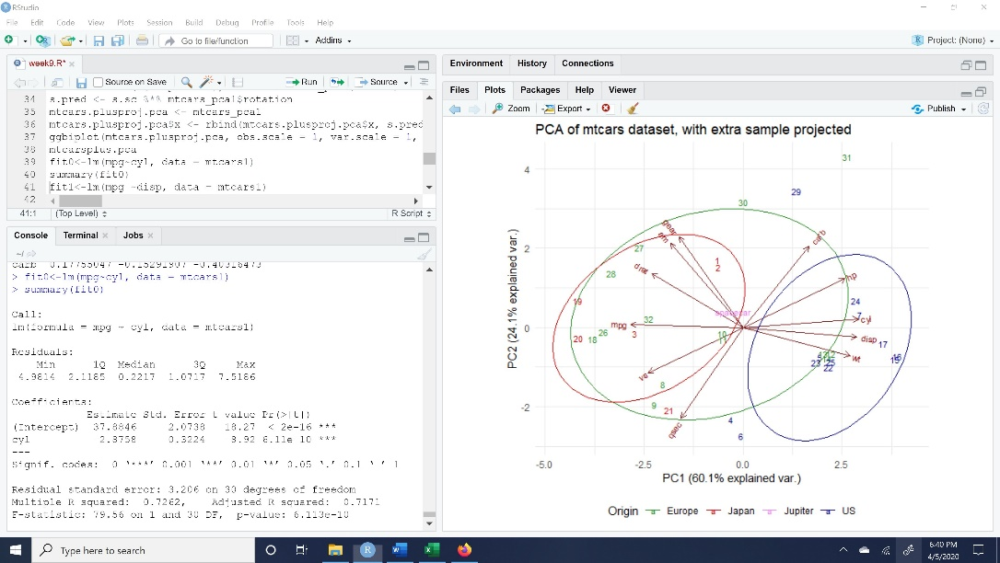 RStudio
File Edit Code View Plots Session Build Debug Profile Tools Help
Go to file/function Addins Project: (None)
week9.R*
Source on Save Run Source
34 s.pred <- s.sc %*% mtcars_pca1$rotation
35 mtcars.plusproj.pca <- mtcars_pca1
36 mtcars.plusproj.pca$x <- rbind(mtcars.plusproj.pca$x, s.pred
37 ggbiplot(mtcars.plusproj.pca, obs.scale = 1, var.scale = 1,
38 mtcarsplus.pca
39 fit0<-lm(mpg~cyl, data = mtcars1)
40 summary(fit0)
41 fit1<-lm(mpg ~disp, data = mtcars1)
42
41:1 (Top Level) R Script
Console Terminal Jobs
~/
carb 0.17755047 -0.15291907 -0.40316473
> fit0<-lm(mpg~cyl, data = mtcars1)
> summary(fit0)
Call:
lm(formula = mpg ~ cyl, data = mtcars1)
Residuals:
Min 1Q Median 3Q Max
4.9814 2.1185 0.2217 1.0717 7.5186
Coefficients:
Estimate Std. Error t value Pr(>|t|)
(Intercept) 37.8846 2.0738 18.27 < 2e-16 ***
cyl 2.8758 0.3224 8.92 6.11e 10 ***
---
Signif. codes: 0 ‘***’ 0.001 ‘**’ 0.01 ‘*’ 0.05 ‘.’ 0.1 ‘ ’ 1
Residual standard error: 3.206 on 30 degrees of freedom
Multiple R squared: 0.7262, Adjusted R squared: 0.7171
F-statistic: 79.56 on 1 and 30 DF, p-value: 6.113e-10
Environment History Connections
Files Plots Packages Help Viewer
Zoom Export Publish
PCA of mtcars dataset, with extra sample projected
31
4
29
30
gear
am
carb
2
27
1
2
28
drat
hp
19
24
spacecar
7
cyl
32
mpg
0
26
18
3
10
11
20
disp
17
wt
23
22
16
15
vs
8
9
21
-2
qsec
4
6
-5.0 -2.5 0.0 2.5
PC1 (60.1% explained var.)
PC2 (24.1% explained var.)
Origin a Europe a Japan a Jupiter a US
Type here to search
6:40 PM
4/5/2020